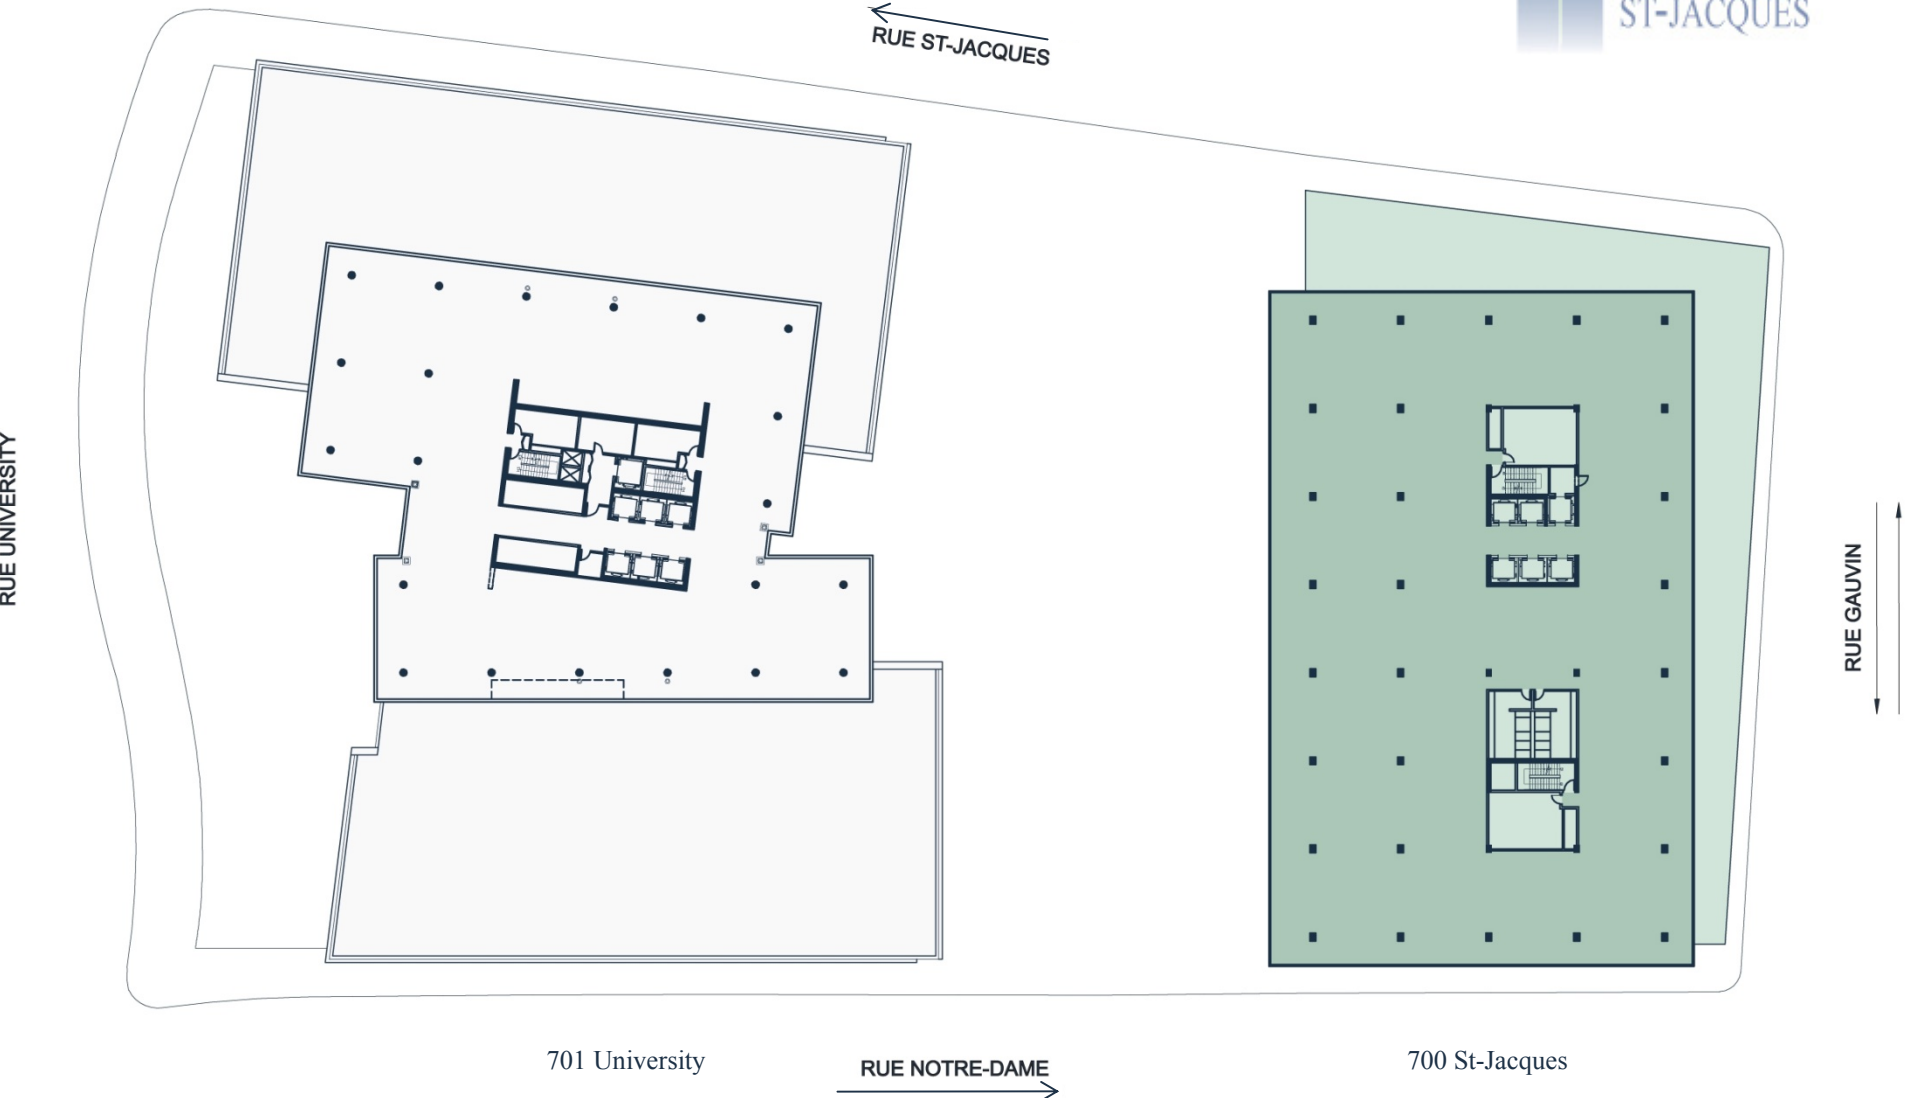 ST-JACQUES
RUE ST-JACQUES
RUE UNIVERSITY
RUE GAUVIN
701 University
RUE NOTRE-DAME
700 St-Jacques